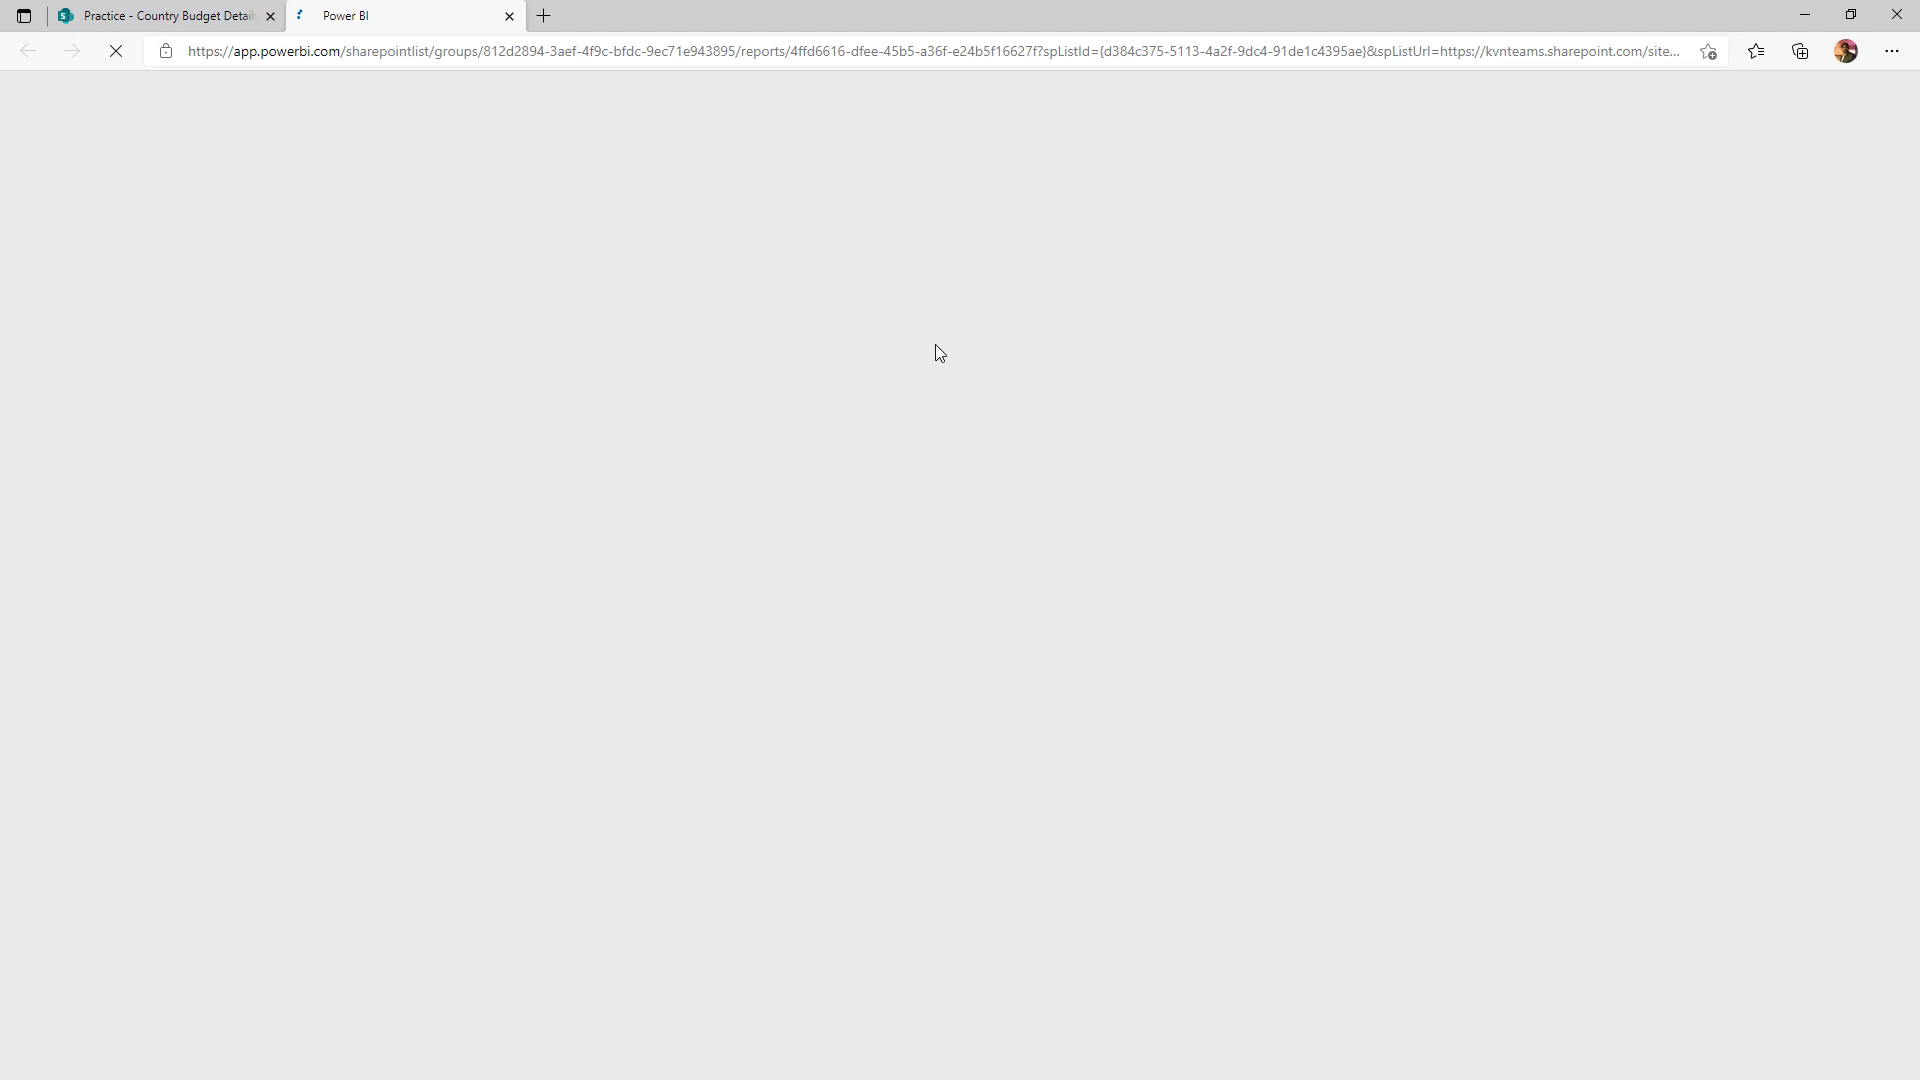 Practice - Country Budget Detail
Power BI
https://app.powerbi.com/sharepointlist/groups/812d2894-3aef-4f9c-bfdc-9ec71e943895/reports/4ffd6616-dfee-45b5-a36f-e24b5f16627f?spListId={d384c375-5113-4a2f-9dc4-91de1c4395ae}&spListUrl=https://kvnteams.sharepoint.com/site...